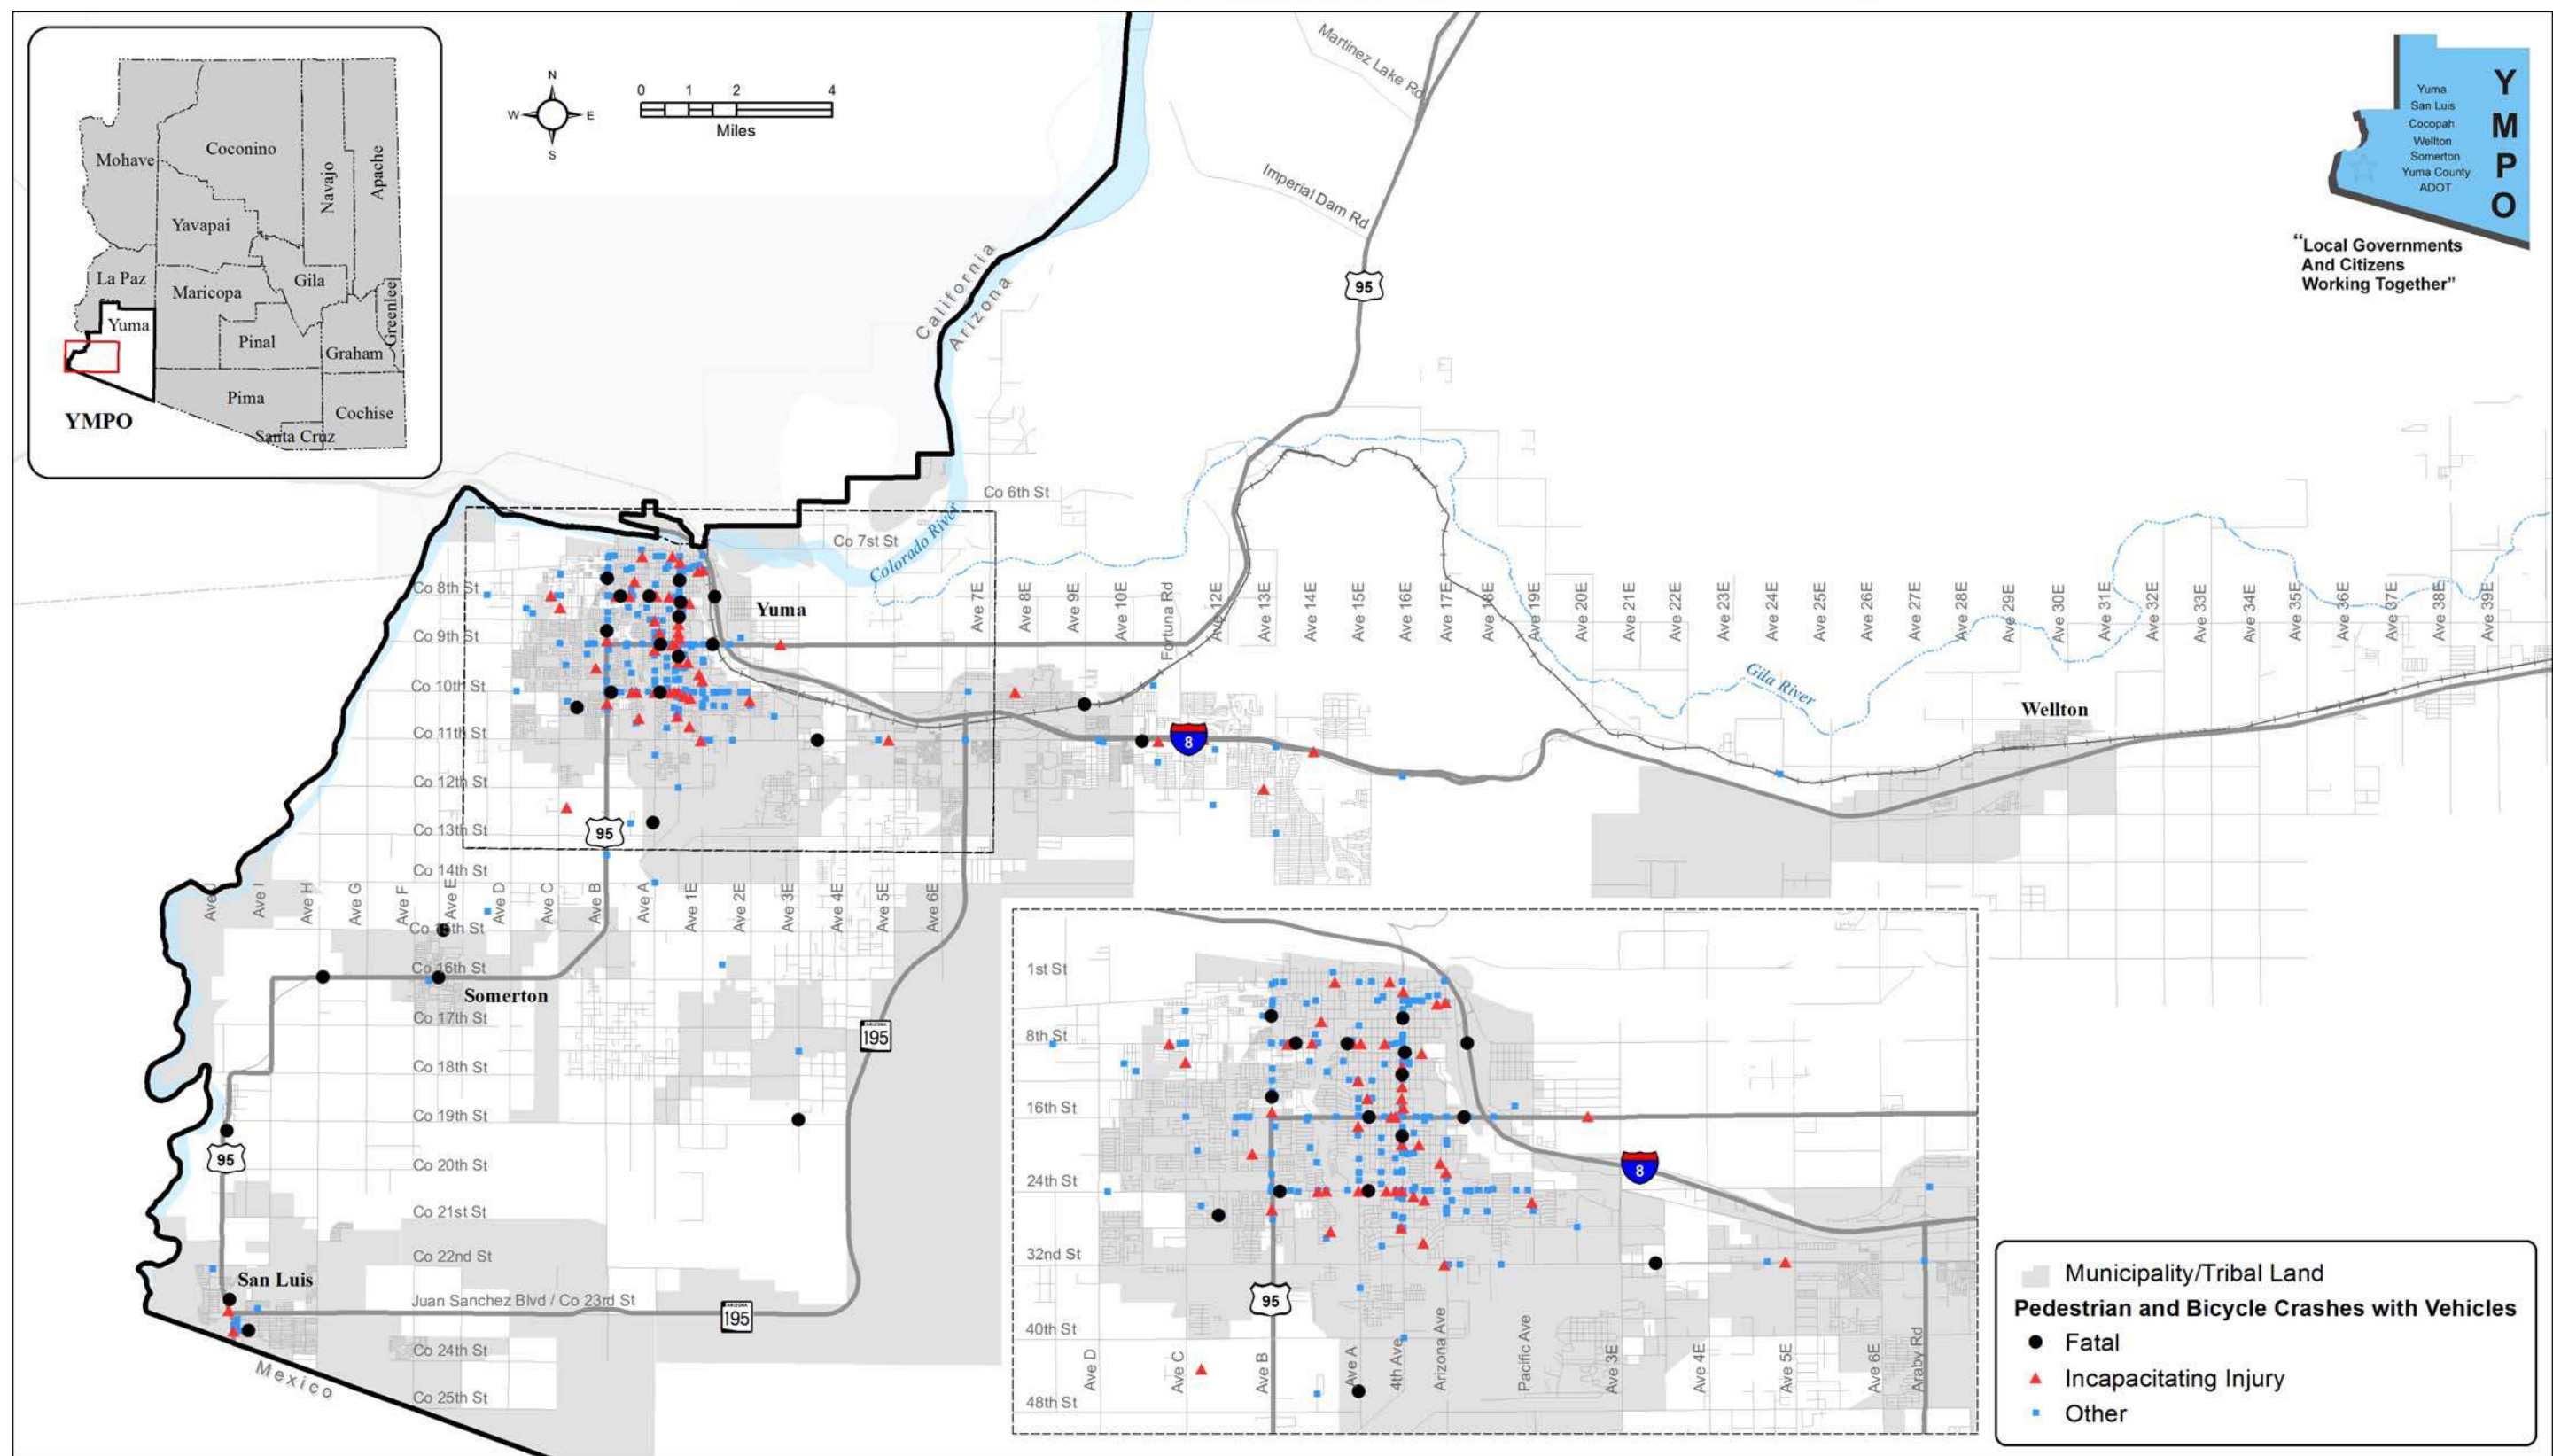 Mohave
Coconino
Navajo
Apache
Yavapai
La Paz
Maricopa
Gila
Greenlee
Yuma
Pinal
Graham
Pima
Cochise
Santa Cruz
YMPO
N
W
E
S
0 1 2 4
Miles
Martinez Lake Rd
Imperial Dam Rd
95
California
Arizona
Yuma
San Luis
Cocopah
Wellton
Somerton
Yuma County
ADOT
Y
M
P
O
“Local Governments
And Citizens
Working Together”
Co 6th St
Co 7st St
Colorado River
Co 8th St
Co 9th St
Co 10th St
Co 11th St
Co 12th St
Co 13th St
Co 14th St
Yuma
Ave 7E
Ave 8E
Ave 9E
Ave 10E
Fortuna Rd
Ave 12E
Ave 13E
Ave 14E
Ave 15E
Ave 16E
Ave 17E
Ave 18E
Ave 19E
Ave 20E
Ave 21E
Ave 22E
Ave 23E
Ave 24E
Ave 25E
Ave 26E
Ave 27E
Ave 28E
Ave 29E
Ave 30E
Ave 31E
Ave 32E
Ave 33E
Ave 34E
Ave 35E
Ave 36E
Ave 37E
Ave 38E
Ave 39E
Gila River
Wellton
8
95
Ave J
Ave I
Ave H
Ave G
Ave F
Ave E
Ave D
Ave C
Ave B
Ave A
Ave 1E
Ave 2E
Ave 3E
Ave 4E
Ave 5E
Ave 6E
Co 15th St
Co 16th St
Somerton
Co 17th St
Co 18th St
Co 19th St
Co 20th St
Co 21st St
Co 22nd St
Juan Sanchez Blvd / Co 23rd St
Co 24th St
Co 25th St
ARIZONA
195
95
San Luis
ARIZONA
195
Mexico
1st St
8th St
16th St
24th St
32nd St
40th St
48th St
8
95
Ave D
Ave C
Ave B
Ave A
4th Ave
Arizona Ave
Pacific Ave
Ave 3E
Ave 4E
Ave 5E
Ave 6E
Araby Rd
Municipality/Tribal Land
Pedestrian and Bicycle Crashes with Vehicles
Fatal
Incapacitating Injury
Other